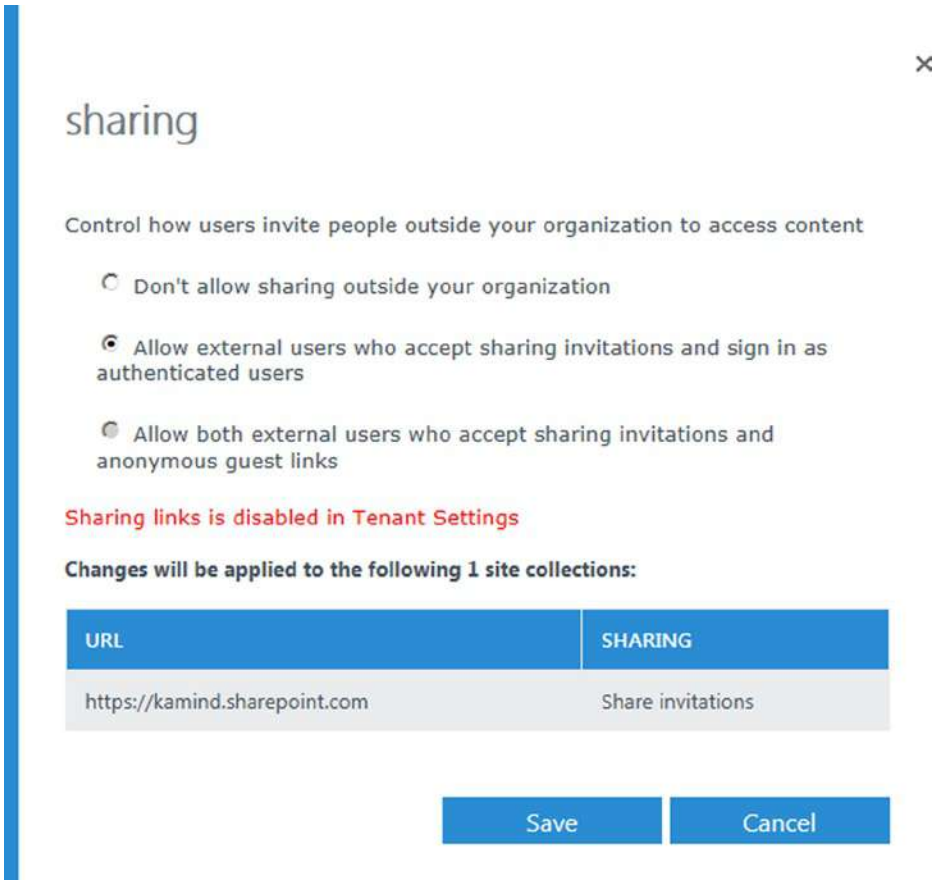 sharing
Control how users invite people outside your organization to access content
Don't allow sharing outside your organization
Allow external users who accept sharing invitations and sign in as
authenticated users
Allow both external users who accept sharing invitations and
anonymous guest links
Sharing links is disabled in Tenant Settings
Changes will be applied to the following 1 site collections:
URL SHARING
https://kamind.sharepoint.com Share invitations
Save Cancel